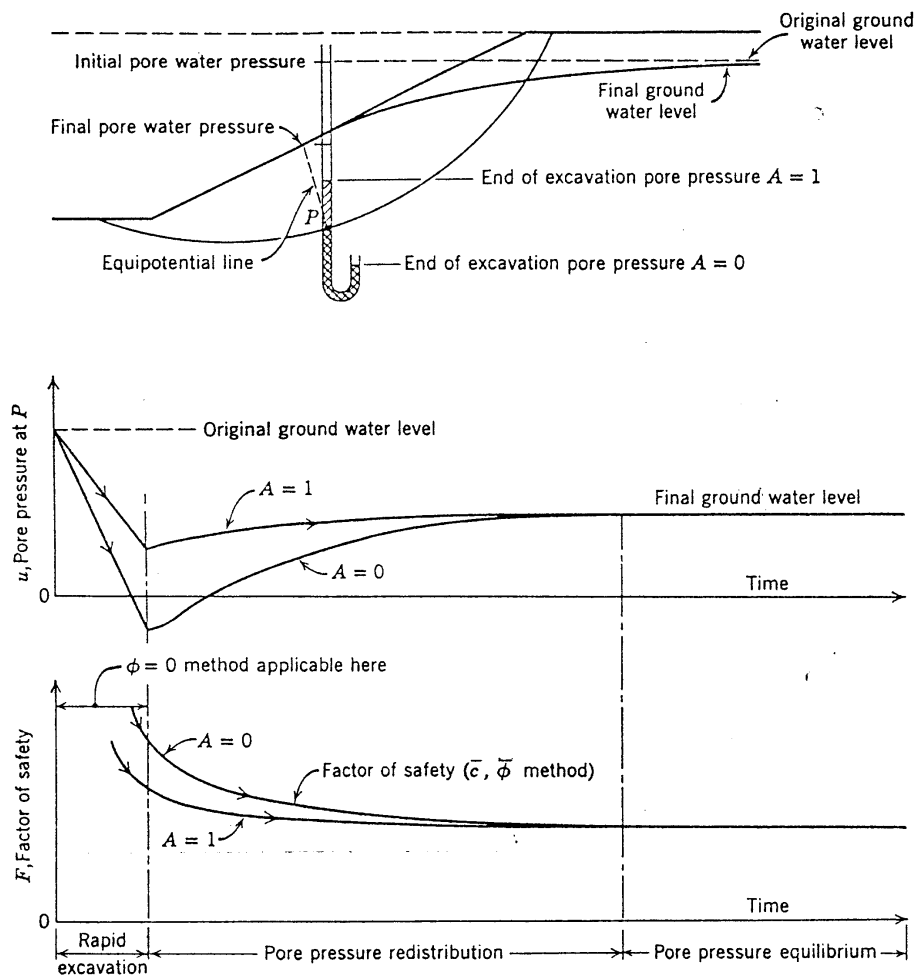 Original ground
water level
Initial pore water pressure
Final ground
water level
Final pore water pressure
End of excavation pore pressure A = 1
P
Equipotential line
End of excavation pore pressure A = 0
u, Pore pressure at P
Original ground water level
A = 1
Final ground water level
A = 0
0
Time
ϕ = 0 method applicable here
F, Factor of safety
A = 0
Factor of safety (c̅, ϕ̅ method)
A = 1
0
Time
Rapid
excavation
Pore pressure redistribution
Pore pressure equilibrium